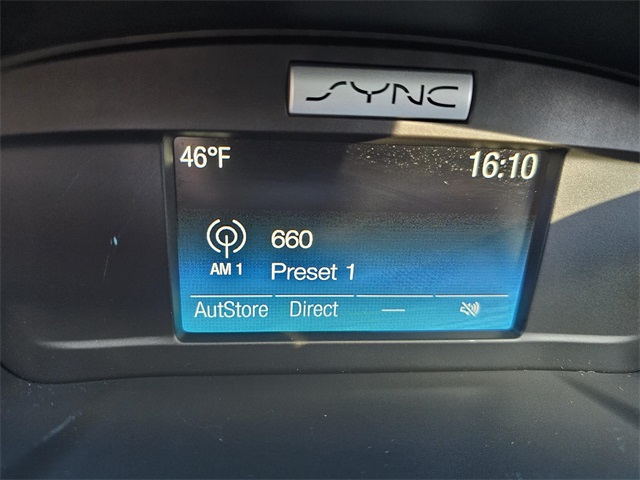 SYNC
46°F 16:10
660
AM 1 Preset 1
AutStore Direct —